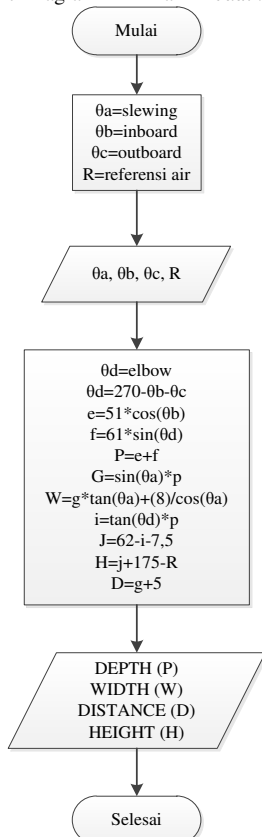 Mulai
θa=slewing
θb=inboard
θc=outboard
R=referensi air
θa, θb, θc, R
θd=elbow
θd=270-θb-θc
e=51*cos(θb)
f=61*sin(θd)
P=e+f
G=sin(θa)*p
W=g*tan(θa)+(8)/cos(θa)
i=tan(θd)*p
J=62-i-7,5
H=j+175-R
D=g+5
DEPTH (P)
WIDTH (W)
DISTANCE (D)
HEIGHT (H)
Selesai